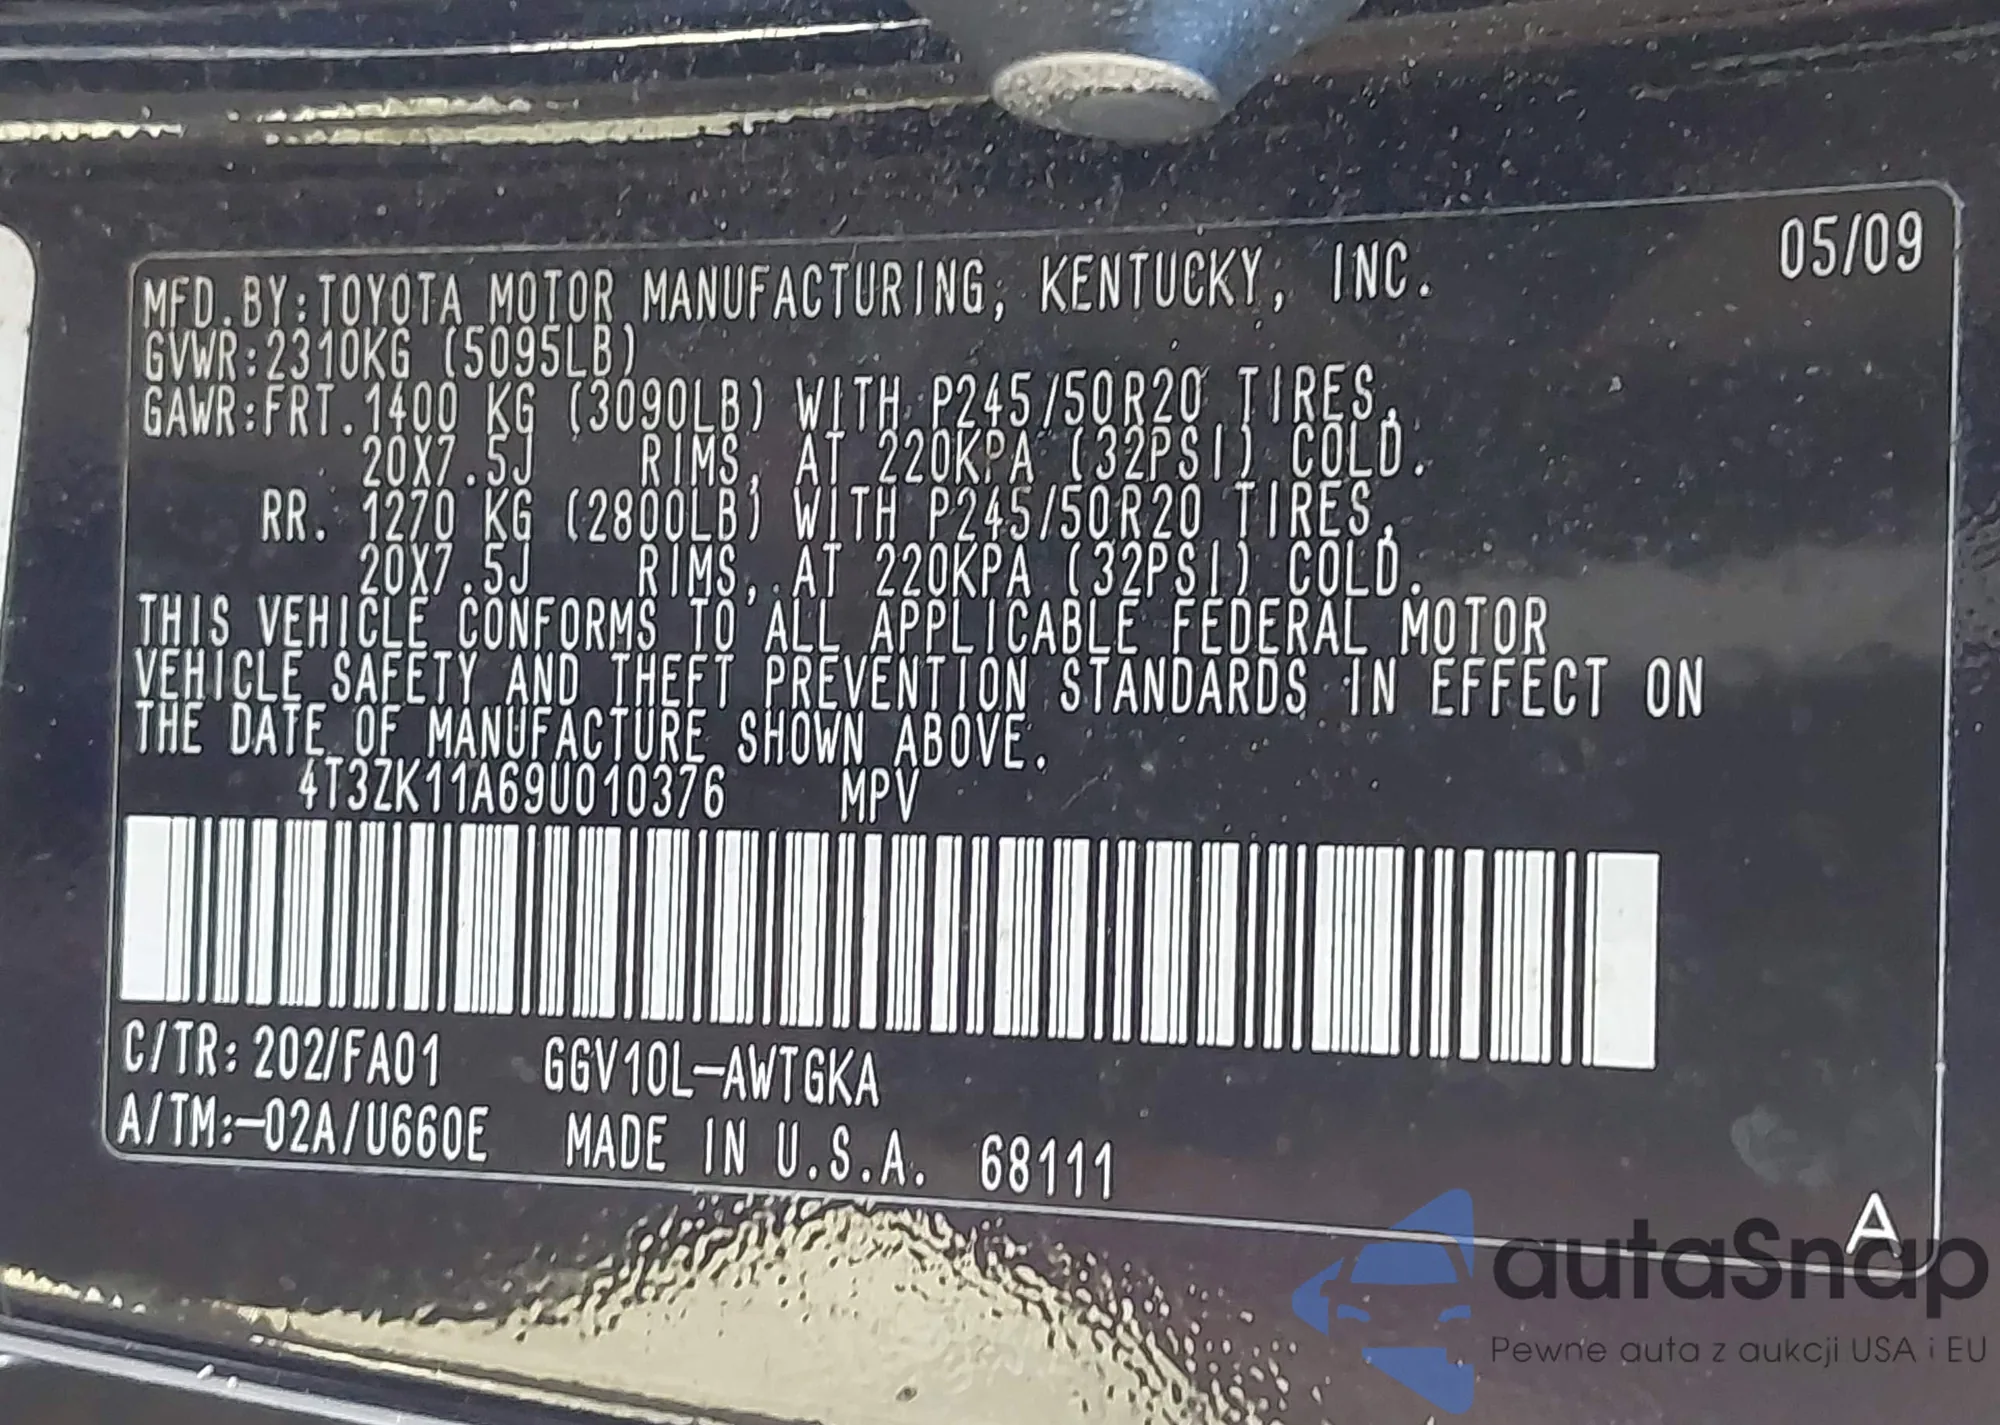 05/09
MFD.BY:TOYOTA MOTOR MANUFACTURING, KENTUCKY, INC.
GVWR:2310KG (5095LB)
GAWR:FRT.1400 KG (3090LB) WITH P245/50R20 TIRES,
20X7.5J RIMS, AT 220KPA (32PSI) COLD.
RR. 1270 KG (2800LB) WITH P245/50R20 TIRES,
20X7.5J RIMS, AT 220KPA (32PSI) COLD.
THIS VEHICLE CONFORMS TO ALL APPLICABLE FEDERAL MOTOR
VEHICLE SAFETY AND THEFT PREVENTION STANDARDS IN EFFECT ON
THE DATE OF MANUFACTURE SHOWN ABOVE.
4T3ZK11A69U010376 MPV
C/TR: 202/FA01 GGV10L-AWTGKA
A/TM:-02A/U660E MADE IN U.S.A. 68111
A
autaSnap
Pewne auta z aukcji USA i EU